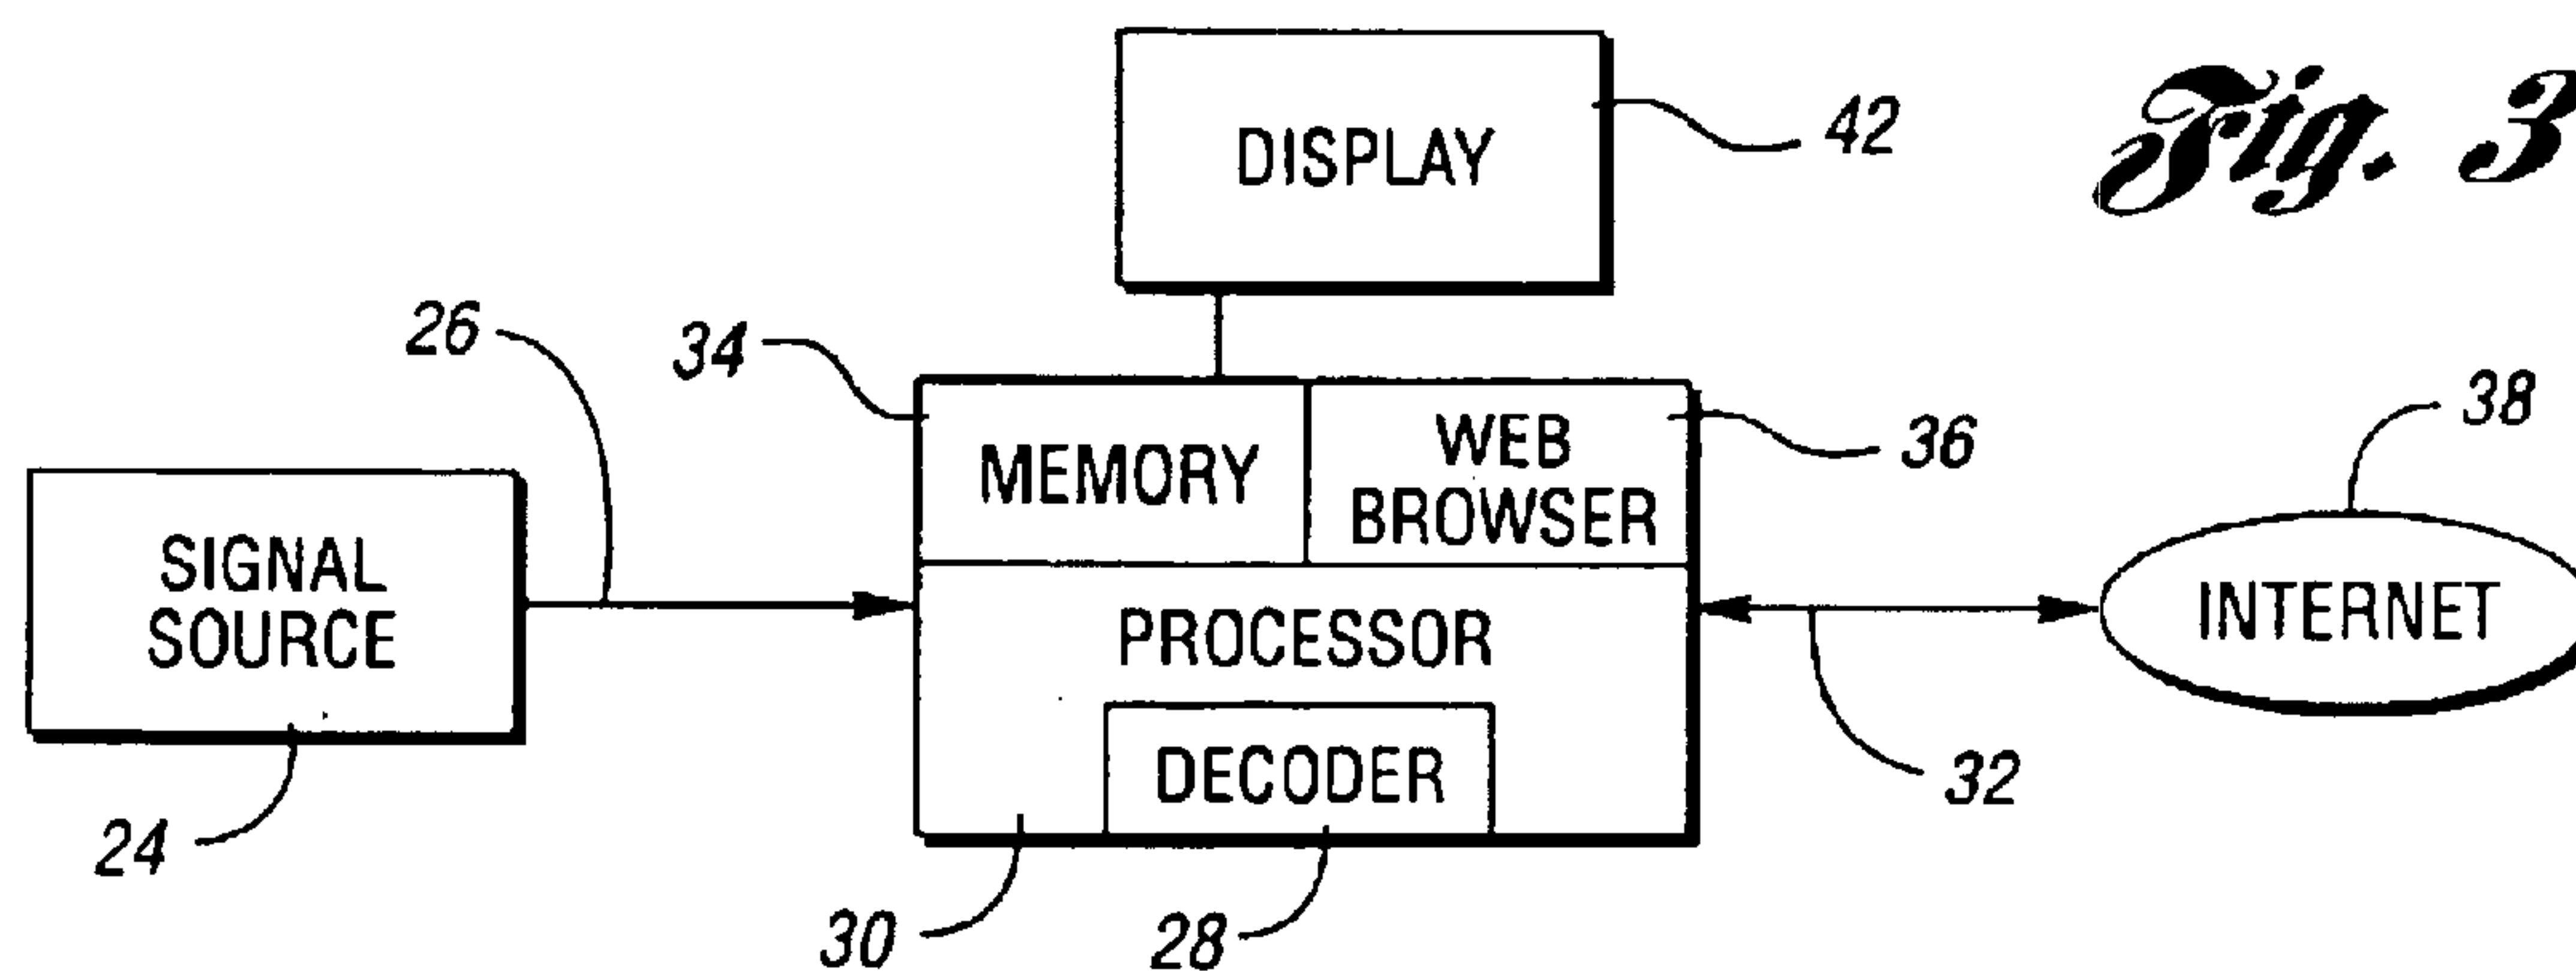 Fig. 3
DISPLAY
42
26
34
MEMORY
WEB
BROWSER
36
38
SIGNAL
SOURCE
PROCESSOR
INTERNET
DECODER
32
24
30
28